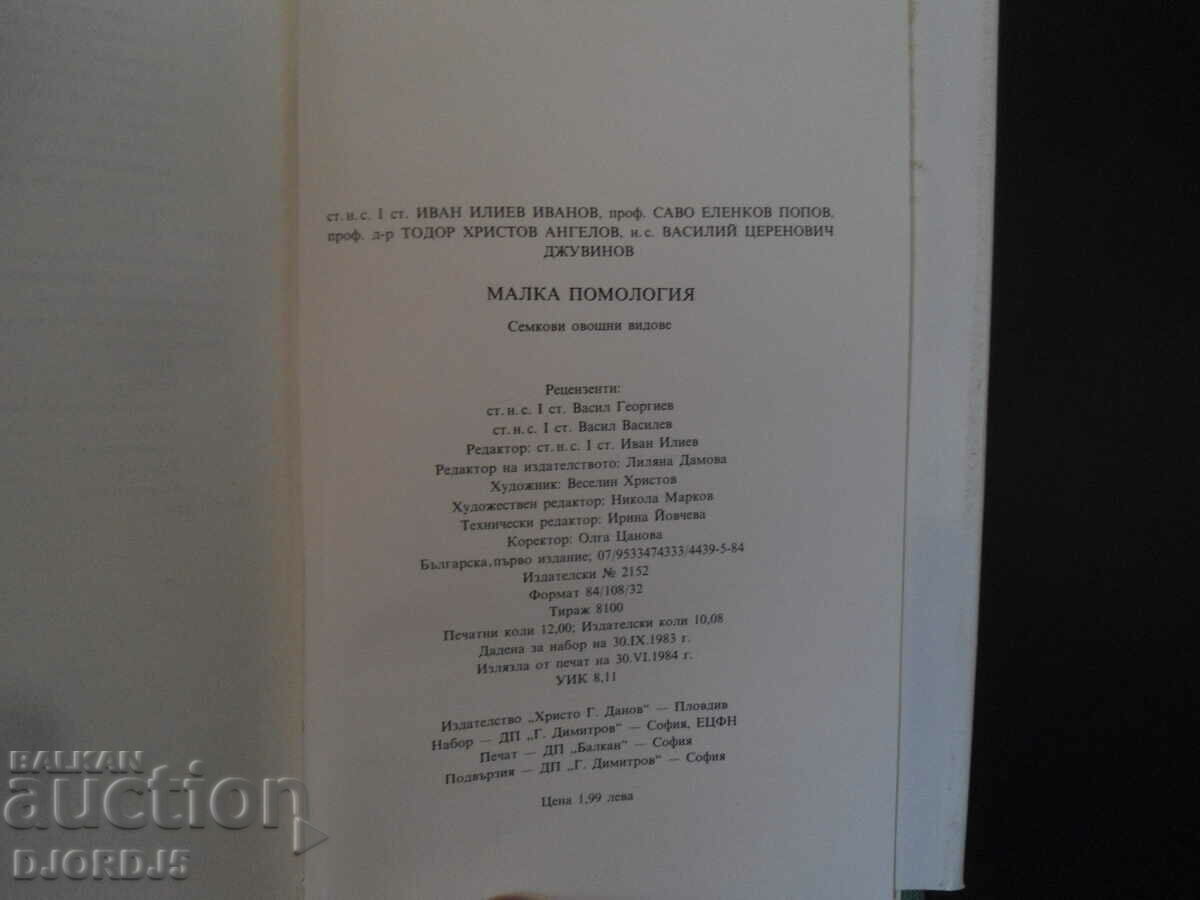 ст. н. с. I ст. ИВАН ИЛИЕВ ИВАНОВ, проф. САВО ЕЛЕНКОВ ПОПОВ,
проф. д-р ТОДОР ХРИСТОВ АНГЕЛОВ, н. с. ВАСИЛИЙ ЦЕРЕНОВИЧ
ДЖУВИНОВ
МАЛКА ПОМОЛОГИЯ
Семкови овощни видове
Рецензенти:
ст. н. с. I ст. Васил Георгиев
ст. н. с. I ст. Васил Василев
Редактор: ст. н. с. I ст. Иван Илиев
Редактор на издателството: Лиляна Дамова
Художник: Веселин Христов
Художествен редактор: Никола Марков
Технически редактор: Ирина Йовчева
Коректор: Олга Цанова
Българска, първо издание; 07/9533474333/4439-5-84
Издателски № 2152
Формат 84/108/32
Тираж 8100
Печатни коли 12,00; Издателски коли 10,08
Дадена за набор на 30.IX.1983 г.
Излязла от печат на 30.VI.1984 г.
УИК 8,11
Издателство „Христо Г. Данов“ — Пловдив
Набор — ДП „Г. Димитров“ — София, ЕЦФН
Печат — ДП „Балкан“ — София
Подвързия — ДП „Г. Димитров“ — София
Цена 1,99 лева
BALKAN
auction
DJORDJ5